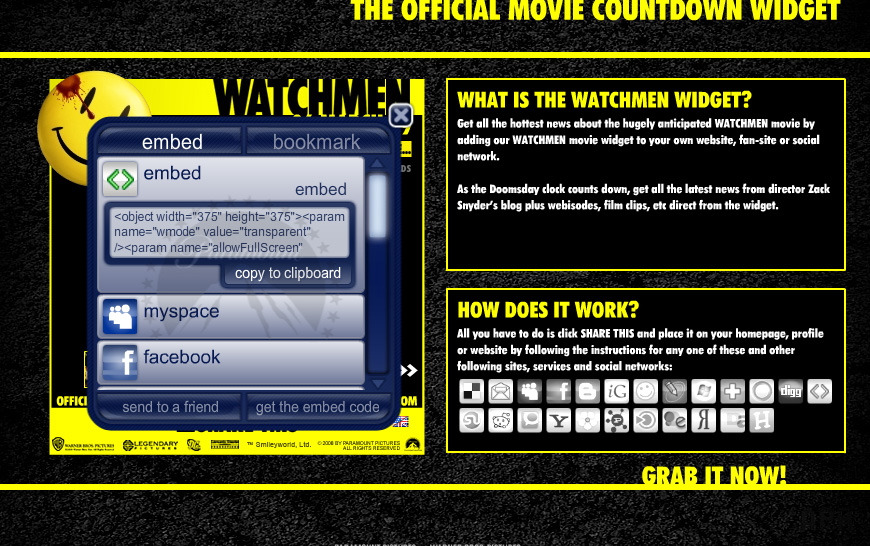 THE OFFICIAL MOVIE COUNTDOWN WIDGET
WATCHMEN
embed
bookmark
embed
embed
<object width="375" height="375"><param
name="wmode" value="transparent"
/><param name="allowFullScreen"
copy to clipboard
myspace
facebook
send to a friend
get the embed code
OFFICI
OM
WARNER BROS. PICTURES
LEGENDARY
PICTURES
™ Smileyworld, Ltd.
© 2008 BY PARAMOUNT PICTURES
ALL RIGHTS RESERVED
WHAT IS THE WATCHMEN WIDGET?
Get all the hottest news about the hugely anticipated WATCHMEN movie by
adding our WATCHMEN movie widget to your own website, fan-site or social
network.
As the Doomsday clock counts down, get all the latest news from director Zack
Snyder's blog plus webisodes, film clips, etc direct from the widget.
HOW DOES IT WORK?
All you have to do is click SHARE THIS and place it on your homepage, profile
or website by following the instructions for any one of these and other
following sites, services and social networks:
iG
digg
GRAB IT NOW!